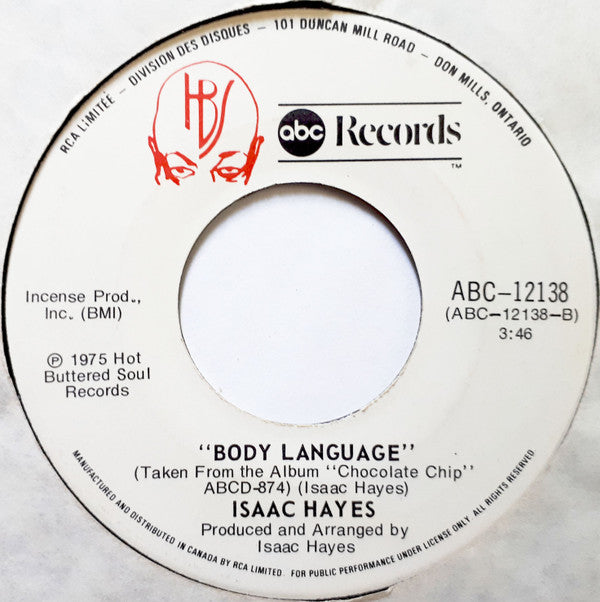 RCA LIMITÉE – DIVISION DES DISQUES – 101 DUNCAN MILL ROAD – DON MILLS, ONTARIO
HBS
abc Records
TM
ABC-12138
(ABC-12138-B)
3:46
Incense Prod.,
Inc. (BMI)
℗ 1975 Hot
Buttered Soul
Records
"BODY LANGUAGE"
(Taken From the Album "Chocolate Chip"
ABCD-874) (Isaac Hayes)
ISAAC HAYES
Produced and Arranged by
Isaac Hayes
MANUFACTURED AND DISTRIBUTED IN CANADA BY RCA LIMITED. FOR PUBLIC PERFORMANCE UNDER LICENSE ONLY. ALL RIGHTS RESERVED